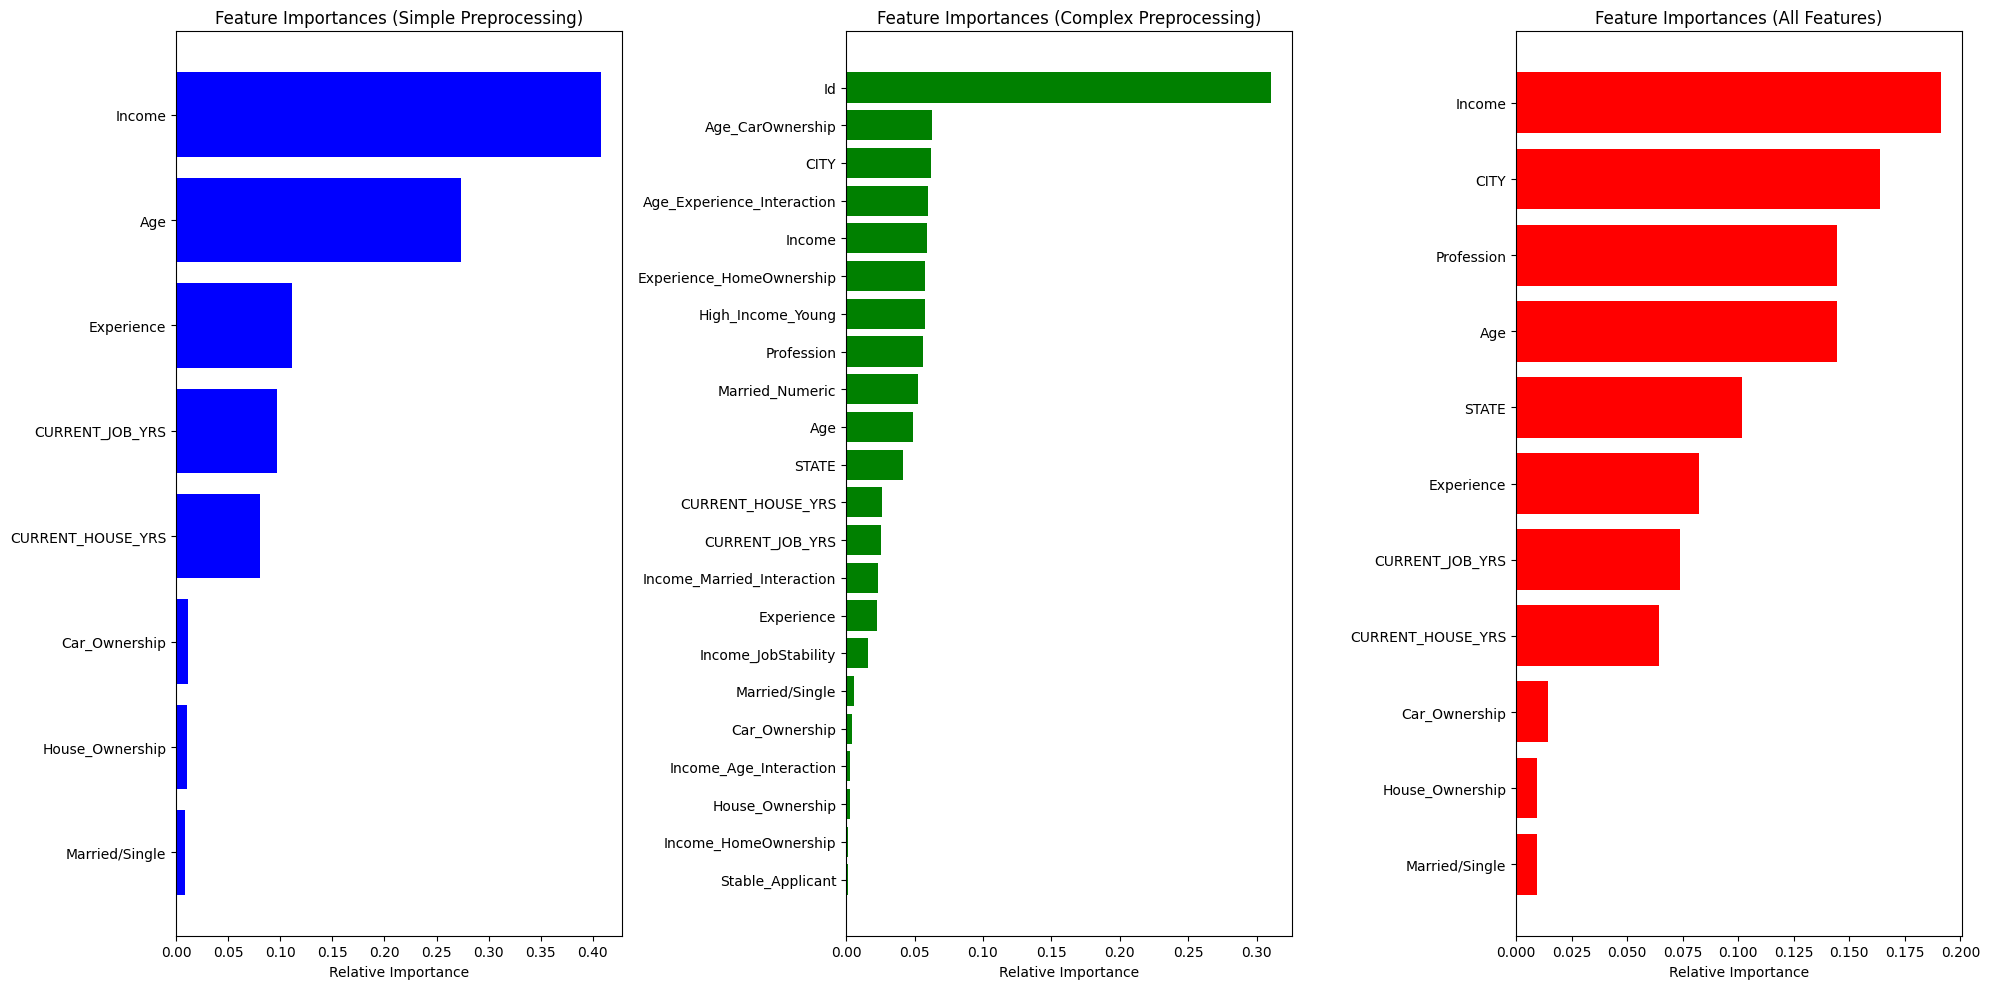 Feature Importances (Simple Preprocessing)
Income
Age
Experience
CURRENT_JOB_YRS
CURRENT_HOUSE_YRS
Car_Ownership
House_Ownership
Married/Single
0.00 0.05 0.10 0.15 0.20 0.25 0.30 0.35 0.40
Relative Importance
Feature Importances (Complex Preprocessing)
Id
Age_CarOwnership
CITY
Age_Experience_Interaction
Income
Experience_HomeOwnership
High_Income_Young
Profession
Married_Numeric
Age
STATE
CURRENT_HOUSE_YRS
CURRENT_JOB_YRS
Income_Married_Interaction
Experience
Income_JobStability
Married/Single
Car_Ownership
Income_Age_Interaction
House_Ownership
Income_HomeOwnership
Stable_Applicant
0.00 0.05 0.10 0.15 0.20 0.25 0.30
Relative Importance
Feature Importances (All Features)
Income
CITY
Profession
Age
STATE
Experience
CURRENT_JOB_YRS
CURRENT_HOUSE_YRS
Car_Ownership
House_Ownership
Married/Single
0.000 0.025 0.050 0.075 0.100 0.125 0.150 0.175 0.200
Relative Importance